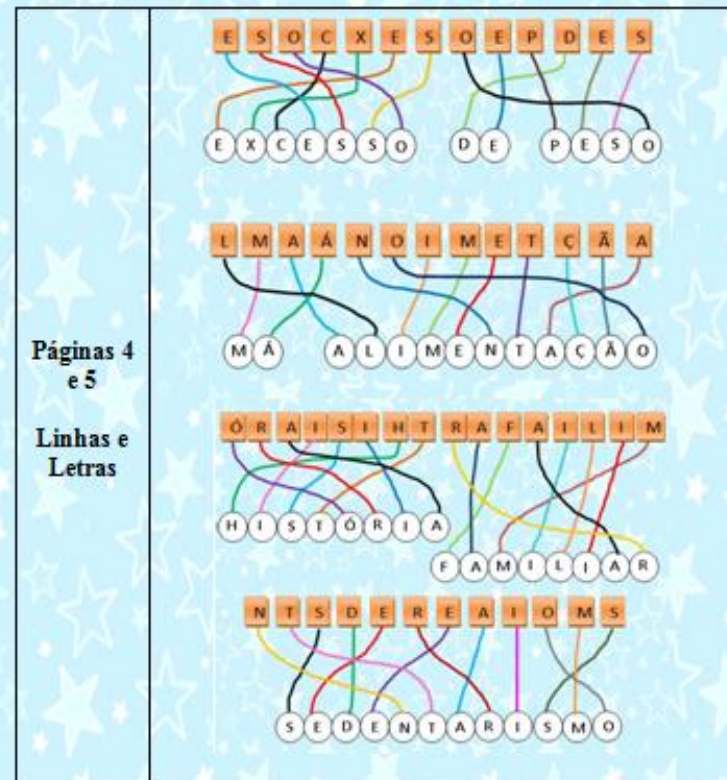 Páginas 4
e 5
Linhas e
Letras
E S O C X E S O E P D E S
E X C E S S O D E P E S O
L M A Á N O I M E T Ç Ã A
M Á A L I M E N T A Ç Ã O
Ó R A I S I H T R A F A I L I M
H I S T Ó R I A
F A M I L I A R
N T S D E R E A I O M S
S E D E N T A R I S M O